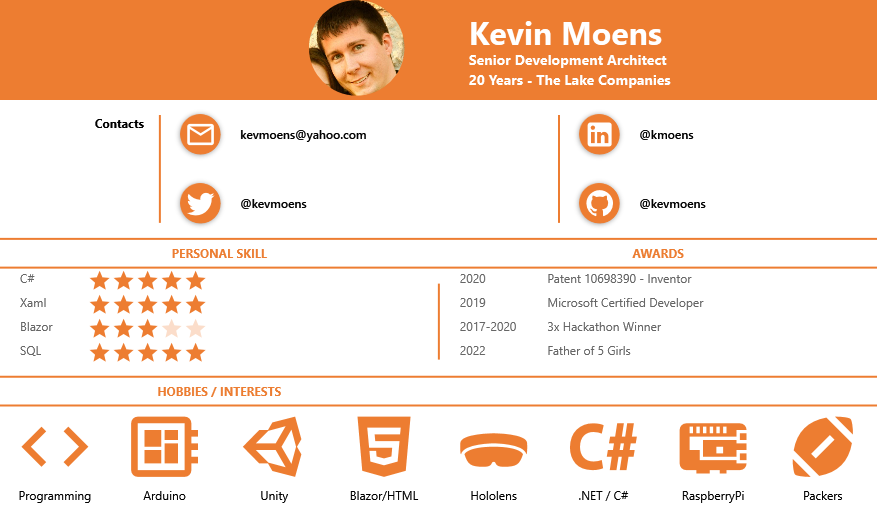 Kevin Moens
Senior Development Architect
20 Years - The Lake Companies
Contacts
kevmoens@yahoo.com
@kmoens
@kevmoens
@kevmoens
PERSONAL SKILL
AWARDS
C#
Xaml
Blazor
SQL
2020 Patent 10698390 - Inventor
2019 Microsoft Certified Developer
2017-2020 3x Hackathon Winner
2022 Father of 5 Girls
HOBBIES / INTERESTS
Programming
Arduino
Unity
Blazor/HTML
Hololens
C#
.NET / C#
RaspberryPi
Packers